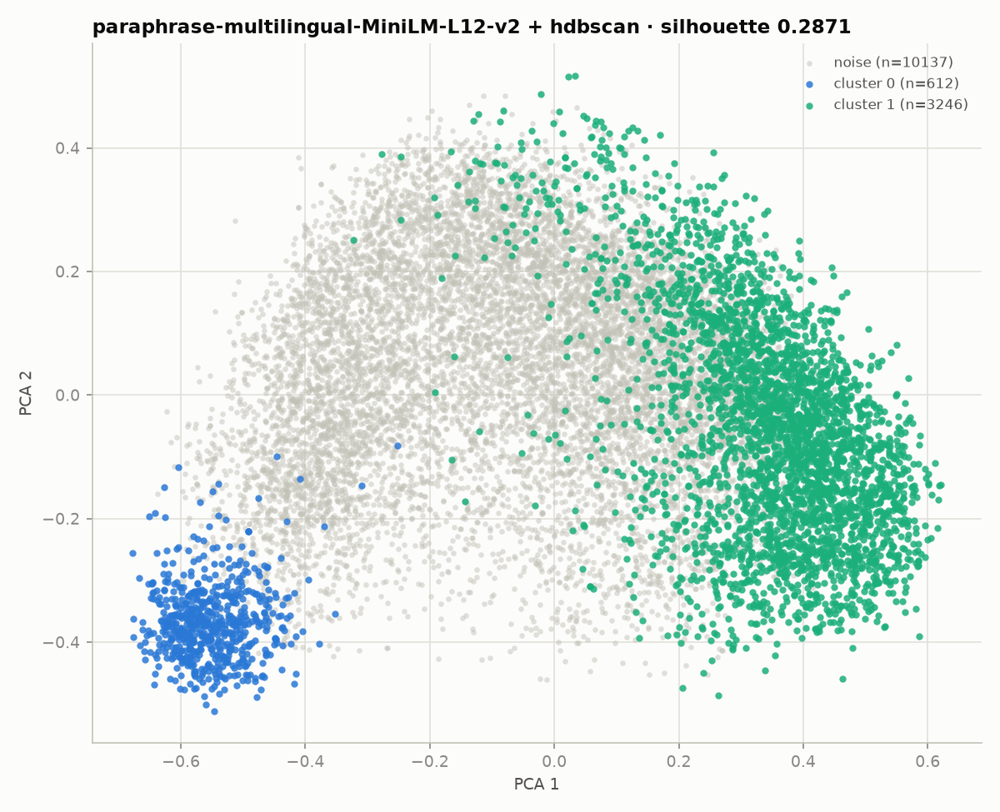 paraphrase-multilingual-MiniLM-L12-v2 + hdbscan · silhouette 0.2871
noise (n=10137)
cluster 0 (n=612)
cluster 1 (n=3246)
0.4
0.2
0.0
−0.2
−0.4
PCA 2
−0.6
−0.4
−0.2
0.0
0.2
0.4
0.6
PCA 1